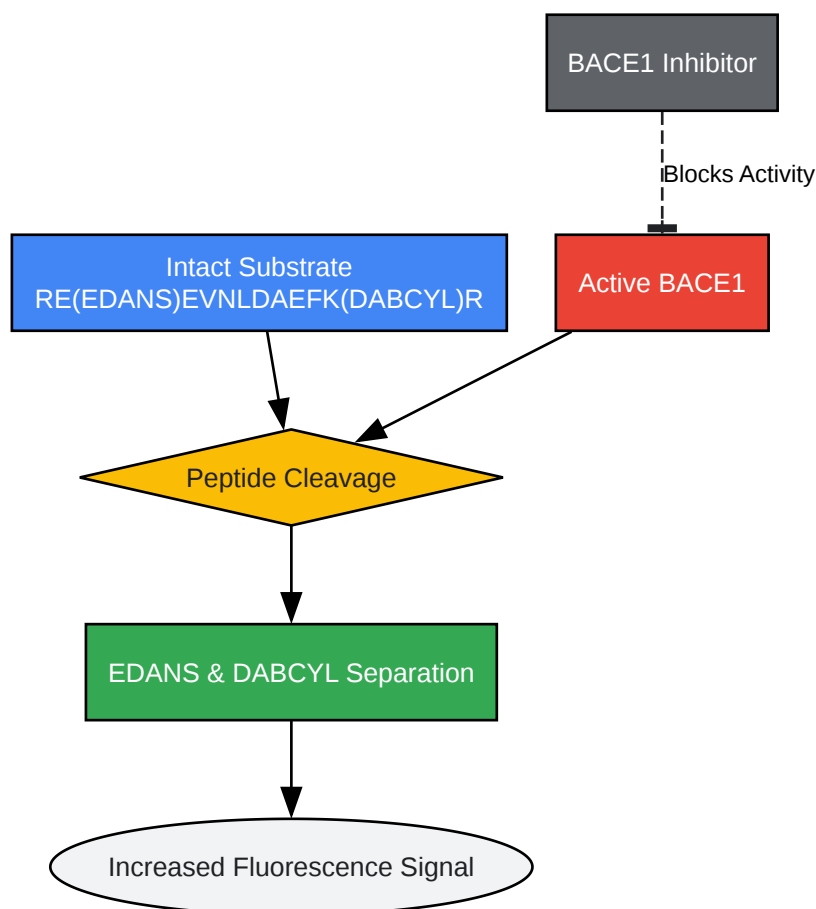 BACE1 Inhibitor
Blocks Activity
Intact Substrate
RE(EDANS)EVNLDAEFK(DABCYL)R
Active BACE1
Peptide Cleavage
EDANS & DABCYL Separation
Increased Fluorescence Signal